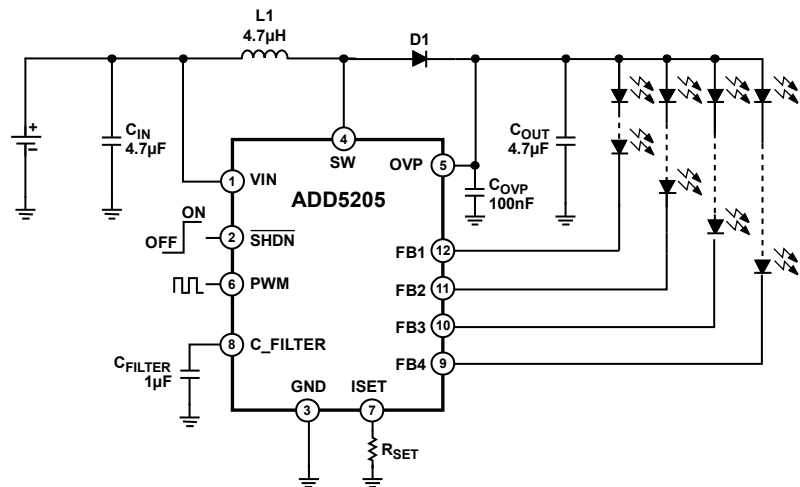 L1
4.7µH
D1
+
–
CIN
4.7µF
4
SW
OVP
5
COUT
4.7µF
1
VIN
ADD5205
COVP
100nF
ON
OFF
2
SHDN
FB1
12
6
PWM
FB2
11
FB3
10
8
C_FILTER
CFILTER
1µF
FB4
9
GND
ISET
3
7
RSET